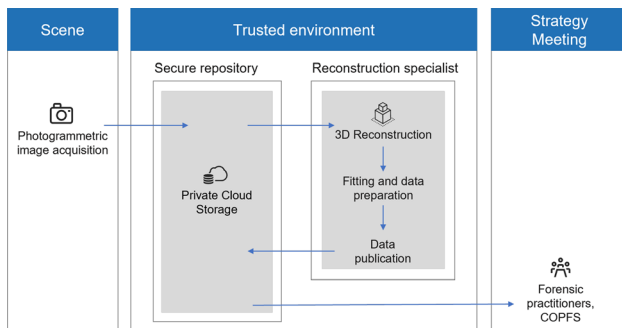 Scene
Trusted environment
Strategy
Meeting
Secure repository
Reconstruction specialist
Photogrammetric
image acquisition
Private Cloud
Storage
3D Reconstruction
Fitting and data
preparation
Data
publication
Forensic
practitioners,
COPFS